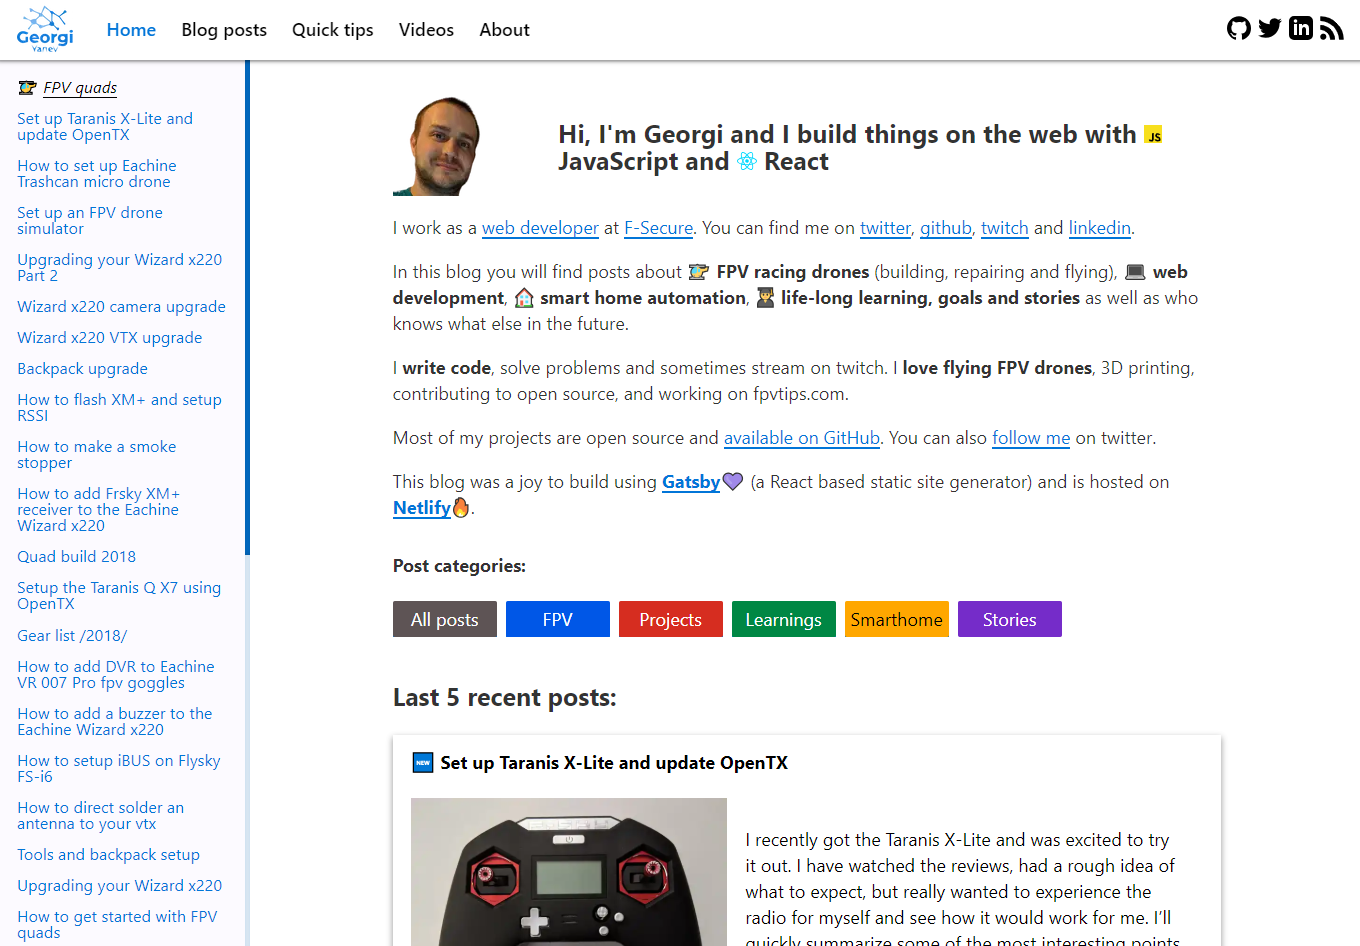 Georgi
Yanev
Home Blog posts Quick tips Videos About
FPV quads
Set up Taranis X-Lite and
update OpenTX
How to set up Eachine
Trashcan micro drone
Set up an FPV drone
simulator
Upgrading your Wizard x220
Part 2
Wizard x220 camera upgrade
Wizard x220 VTX upgrade
Backpack upgrade
How to flash XM+ and setup
RSSI
How to make a smoke
stopper
How to add Frsky XM+
receiver to the Eachine
Wizard x220
Quad build 2018
Setup the Taranis Q X7 using
OpenTX
Gear list /2018/
How to add DVR to Eachine
VR 007 Pro fpv goggles
How to add a buzzer to the
Eachine Wizard x220
How to setup iBUS on Flysky
FS-i6
How to direct solder an
antenna to your vtx
Tools and backpack setup
Upgrading your Wizard x220
How to get started with FPV
quads
Hi, I'm Georgi and I build things on the web with JS
JavaScript and React
I work as a web developer at F-Secure. You can find me on twitter, github, twitch and linkedin.
In this blog you will find posts about FPV racing drones (building, repairing and flying), web
development, smart home automation, life-long learning, goals and stories as well as who
knows what else in the future.
I write code, solve problems and sometimes stream on twitch. I love flying FPV drones, 3D printing,
contributing to open source, and working on fpvtips.com.
Most of my projects are open source and available on GitHub. You can also follow me on twitter.
This blog was a joy to build using Gatsby (a React based static site generator) and is hosted on
Netlify.
Post categories:
All posts FPV Projects Learnings Smarthome Stories
Last 5 recent posts:
NEW Set up Taranis X-Lite and update OpenTX
I recently got the Taranis X-Lite and was excited to try
it out. I have watched the reviews, had a rough idea of
what to expect, but really wanted to experience the
radio for myself and see how it would work for me. I'll
quickly summarize some of the most interesting points